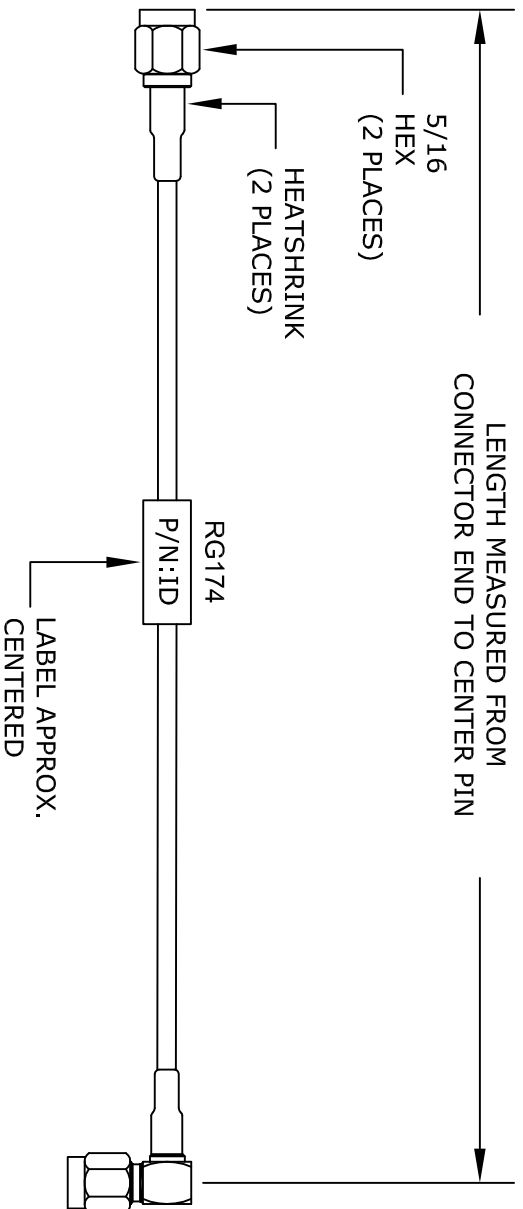 LENGTH MEASURED FROM
CONNECTOR END TO CENTER PIN
5/16
HEX
(2 PLACES)
HEATSHRINK
(2 PLACES)
RG174
P/N:ID
LABEL APPROX.
CENTERED